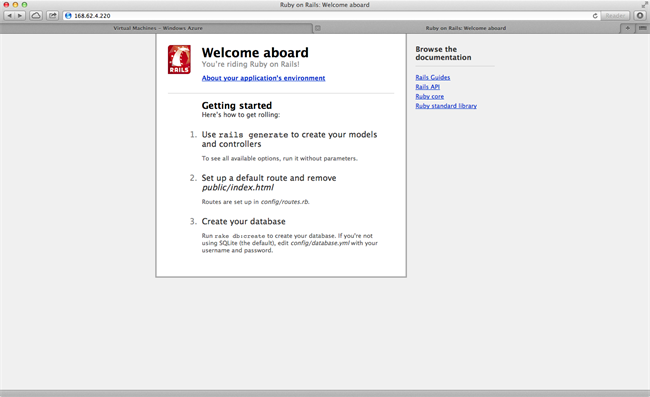 Ruby on Rails: Welcome aboard
168.62.4.220
Reader
Virtual Machines - Windows Azure
Ruby on Rails: Welcome aboard
RAILS
Welcome aboard
You're riding Ruby on Rails!
About your application's environment
Getting started
Here's how to get rolling:
1. Use rails generate to create your models
and controllers
To see all available options, run it without parameters.
2. Set up a default route and remove
public/index.html
Routes are set up in config/routes.rb.
3. Create your database
Run rake db:create to create your database. If you're not
using SQLite (the default), edit config/database.yml with your
username and password.
Browse the
documentation
Rails Guides
Rails API
Ruby core
Ruby standard library